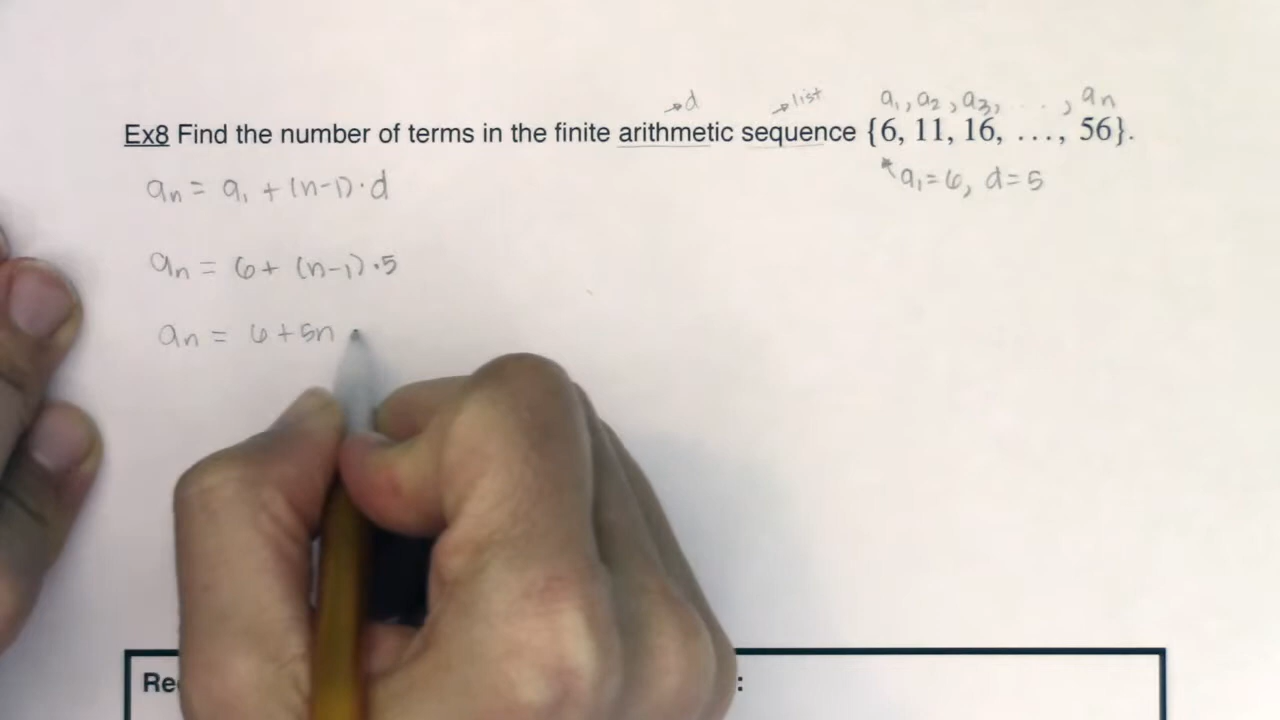 →d →list a₁, a₂, a₃, . . . , aₙ
Ex8 Find the number of terms in the finite arithmetic sequence {6, 11, 16, …, 56}.
aₙ = a₁ + (n-1)·d
a₁=6, d=5
aₙ = 6+ (n-1)·5
aₙ = 6+5n
: